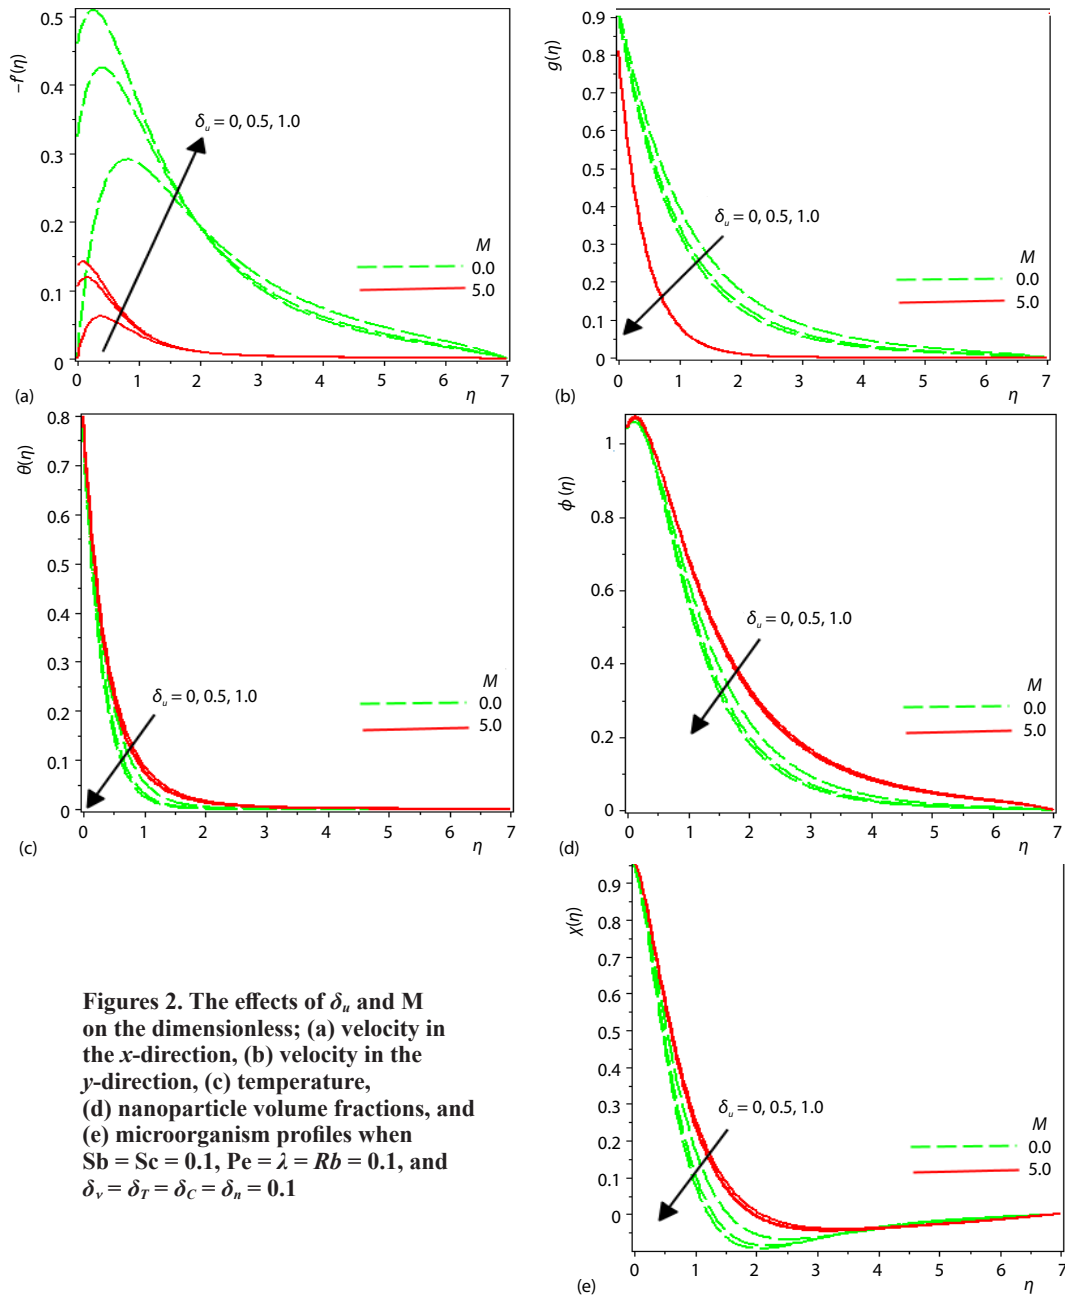 0.5
0.4
0.3
0.2
0.1
0
–f′(η)
δu = 0, 0.5, 1.0
M
0.0
5.0
0 1 2 3 4 5 6 7
η
(a)
0.9
0.8
0.7
0.6
0.5
0.4
0.3
0.2
0.1
0
g(η)
δu = 0, 0.5, 1.0
M
0.0
5.0
0 1 2 3 4 5 6 7
η
(b)
0.8
0.7
0.6
0.5
0.4
0.3
0.2
0.1
0
θ(η)
δu = 0, 0.5, 1.0
M
0.0
5.0
0 1 2 3 4 5 6 7
η
(c)
1
0.8
0.6
0.4
0.2
0
ϕ (η)
δu = 0, 0.5, 1.0
M
0.0
5.0
0 1 2 3 4 5 6 7
η
(d)
0.9
0.8
0.7
0.6
0.5
0.4
0.3
0.2
0.1
0
χ(η)
δu = 0, 0.5, 1.0
M
0.0
5.0
0 1 2 3 4 5 6 7
η
(e)
Figures 2. The effects of δu and M
on the dimensionless; (a) velocity in
the x-direction, (b) velocity in the
y-direction, (c) temperature,
(d) nanoparticle volume fractions, and
(e) microorganism profiles when
Sb = Sc = 0.1, Pe = λ = Rb = 0.1, and
δv = δT = δC = δn = 0.1